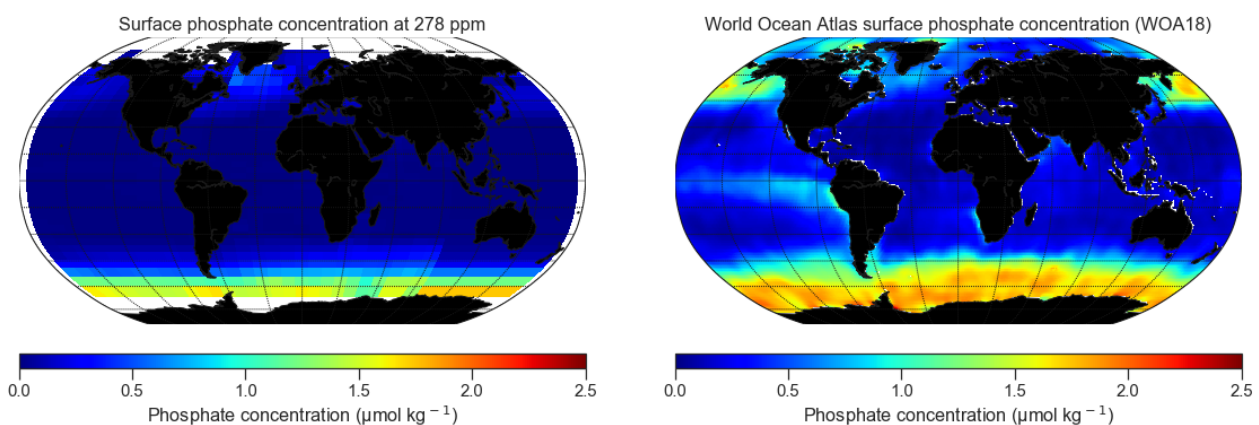 Surface phosphate concentration at 278 ppm
0.0 0.5 1.0 1.5 2.0 2.5
Phosphate concentration (µmol kg⁻¹)
World Ocean Atlas surface phosphate concentration (WOA18)
0.0 0.5 1.0 1.5 2.0 2.5
Phosphate concentration (µmol kg⁻¹)